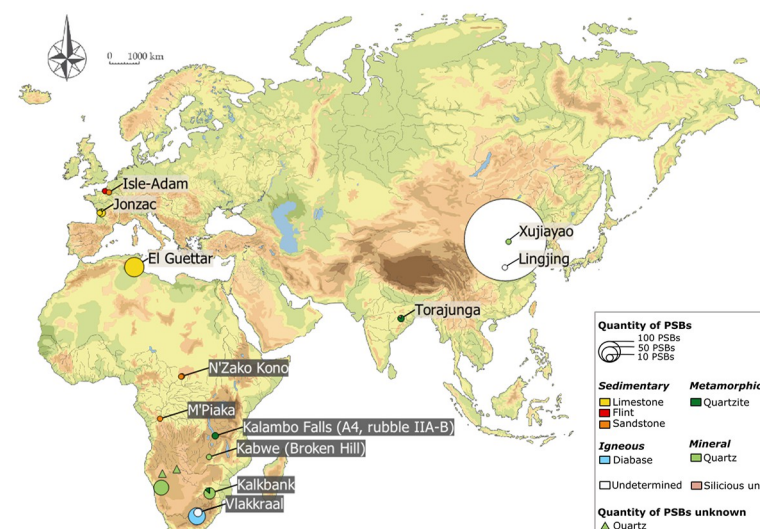 0 1000 km
Isle-Adam
Jonzac
El Guettar
Xujiayao
Lingjing
Torajunga
N'Zako Kono
M'Piaka
Kalambo Falls (A4, rubble IIA-B)
Kabwe (Broken Hill)
Kalkbank
Vlakkraal
Quantity of PSBs
100 PSBs
50 PSBs
10 PSBs
Sedimentary Metamorphic
Limestone Quartzite
Flint
Sandstone
Igneous Mineral
Diabase Quartz
Undetermined Silicious un
Quantity of PSBs unknown
Quartz